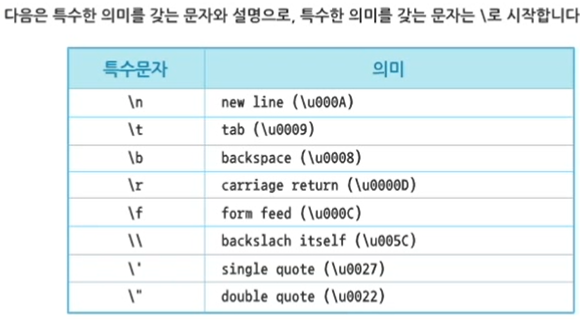 다음은 특수한 의미를 갖는 문자와 설명으로, 특수한 의미를 갖는 문자는 \로 시작합니다
특수문자 의미
\n new line (\u000A)
\t tab (\u0009)
\b backspace (\u0008)
\r carriage return (\u0000D)
\f form feed (\u000C)
\\ backslach itself (\u005C)
\' single quote (\u0027)
\" double quote (\u0022)